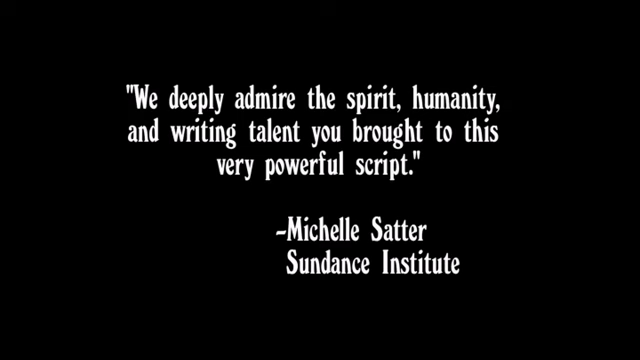 "We deeply admire the spirit, humanity,
and writing talent you brought to this
very powerful script."
-Michelle Satter
Sundance Institute